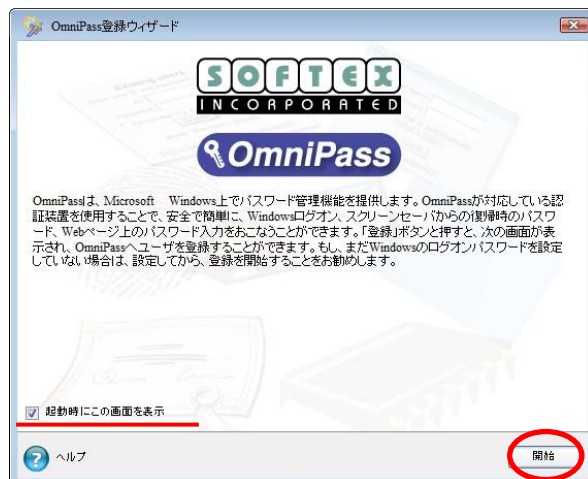 OmniPass登録ウィザード
SOFTEX
INCORPORATED
OmniPass
OmniPassは、Microsoft Windows上でパスワード管理機能を提供します。OmniPassが対応している認
証装置を使用することで、安全で簡単に、Windowsログオン、スクリーンセーバからの復帰時のパスワ
ード、Webページ上のパスワード入力をおこなうことができます。「登録」ボタンと押すと、次の画面が表
示され、OmniPassへユーザを登録することができます。もし、まだWindowsのログオンパスワードを設定
していない場合は、設定してから、登録を開始することをお勧めします。
起動時にこの画面を表示
ヘルプ
開始